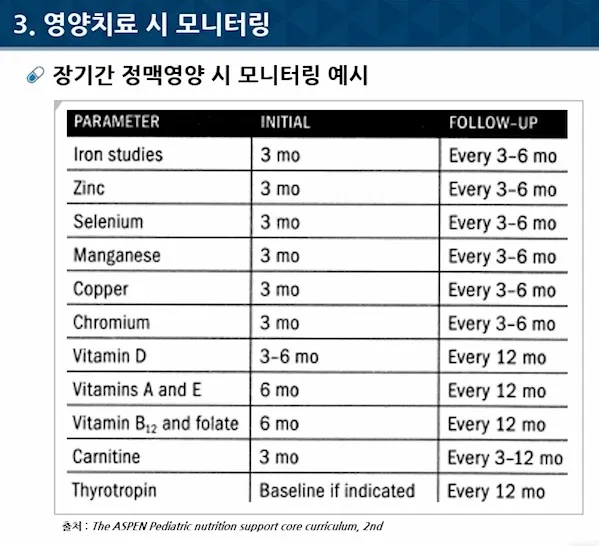 3. 영양치료 시 모니터링
장기간 정맥영양 시 모니터링 예시
PARAMETER INITIAL FOLLOW-UP
Iron studies 3 mo Every 3–6 mo
Zinc 3 mo Every 3–6 mo
Selenium 3 mo Every 3–6 mo
Manganese 3 mo Every 3–6 mo
Copper 3 mo Every 3–6 mo
Chromium 3 mo Every 3–6 mo
Vitamin D 3–6 mo Every 12 mo
Vitamins A and E 6 mo Every 12 mo
Vitamin B12 and folate 6 mo Every 12 mo
Carnitine 3 mo Every 3–12 mo
Thyrotropin Baseline if indicated Every 12 mo
출처 : The ASPEN Pediatric nutrition support core curriculum, 2nd